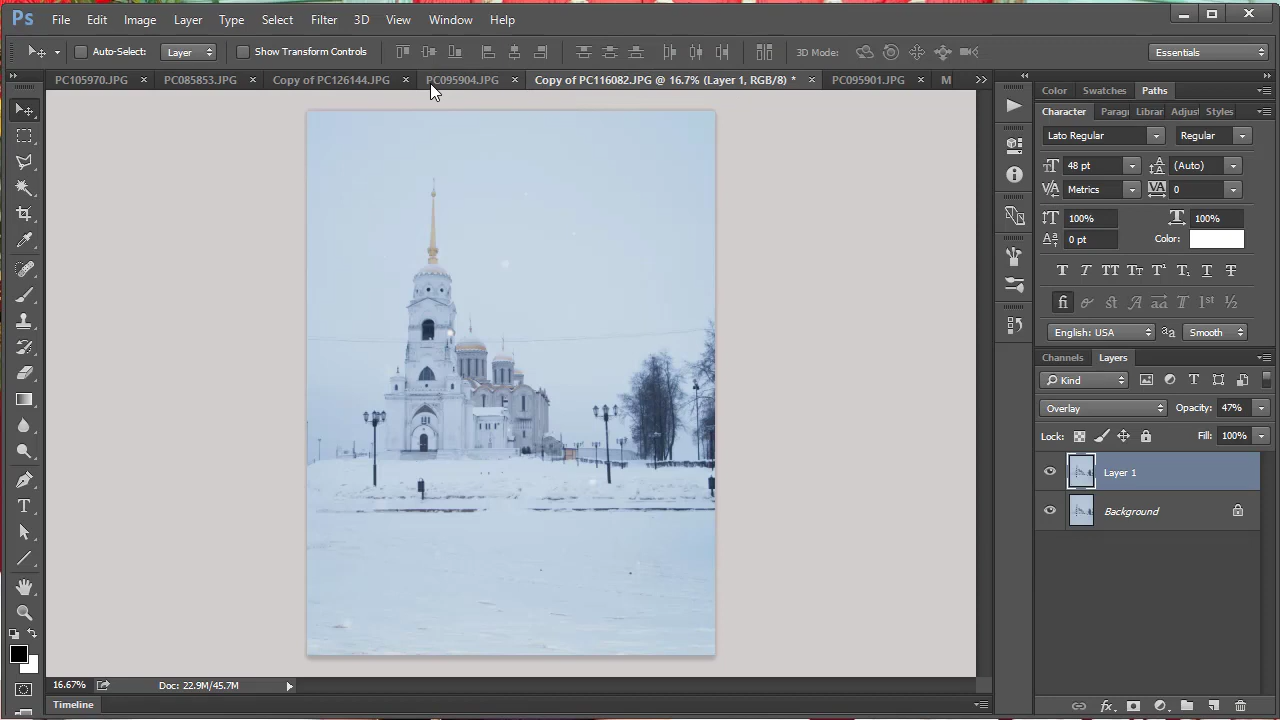 Ps File Edit Image Layer Type Select Filter 3D View Window Help
Auto-Select: Layer Show Transform Controls 3D Mode: Essentials
PC105970.JPG PC085853.JPG Copy of PC126144.JPG PC095904.JPG Copy of PC116082.JPG @ 16.7% (Layer 1, RGB/8) * PC095901.JPG M
Color Swatches Paths
Character Paragı Librar Adjus Styles
Lato Regular Regular
48 pt (Auto)
Metrics 0
100% 100%
0 pt Color:
English: USA Smooth
Channels Layers
Kind
Overlay Opacity: 47%
Lock: Fill: 100%
Layer 1
Background
16.67% Doc: 22.9M/45.7M
Timeline